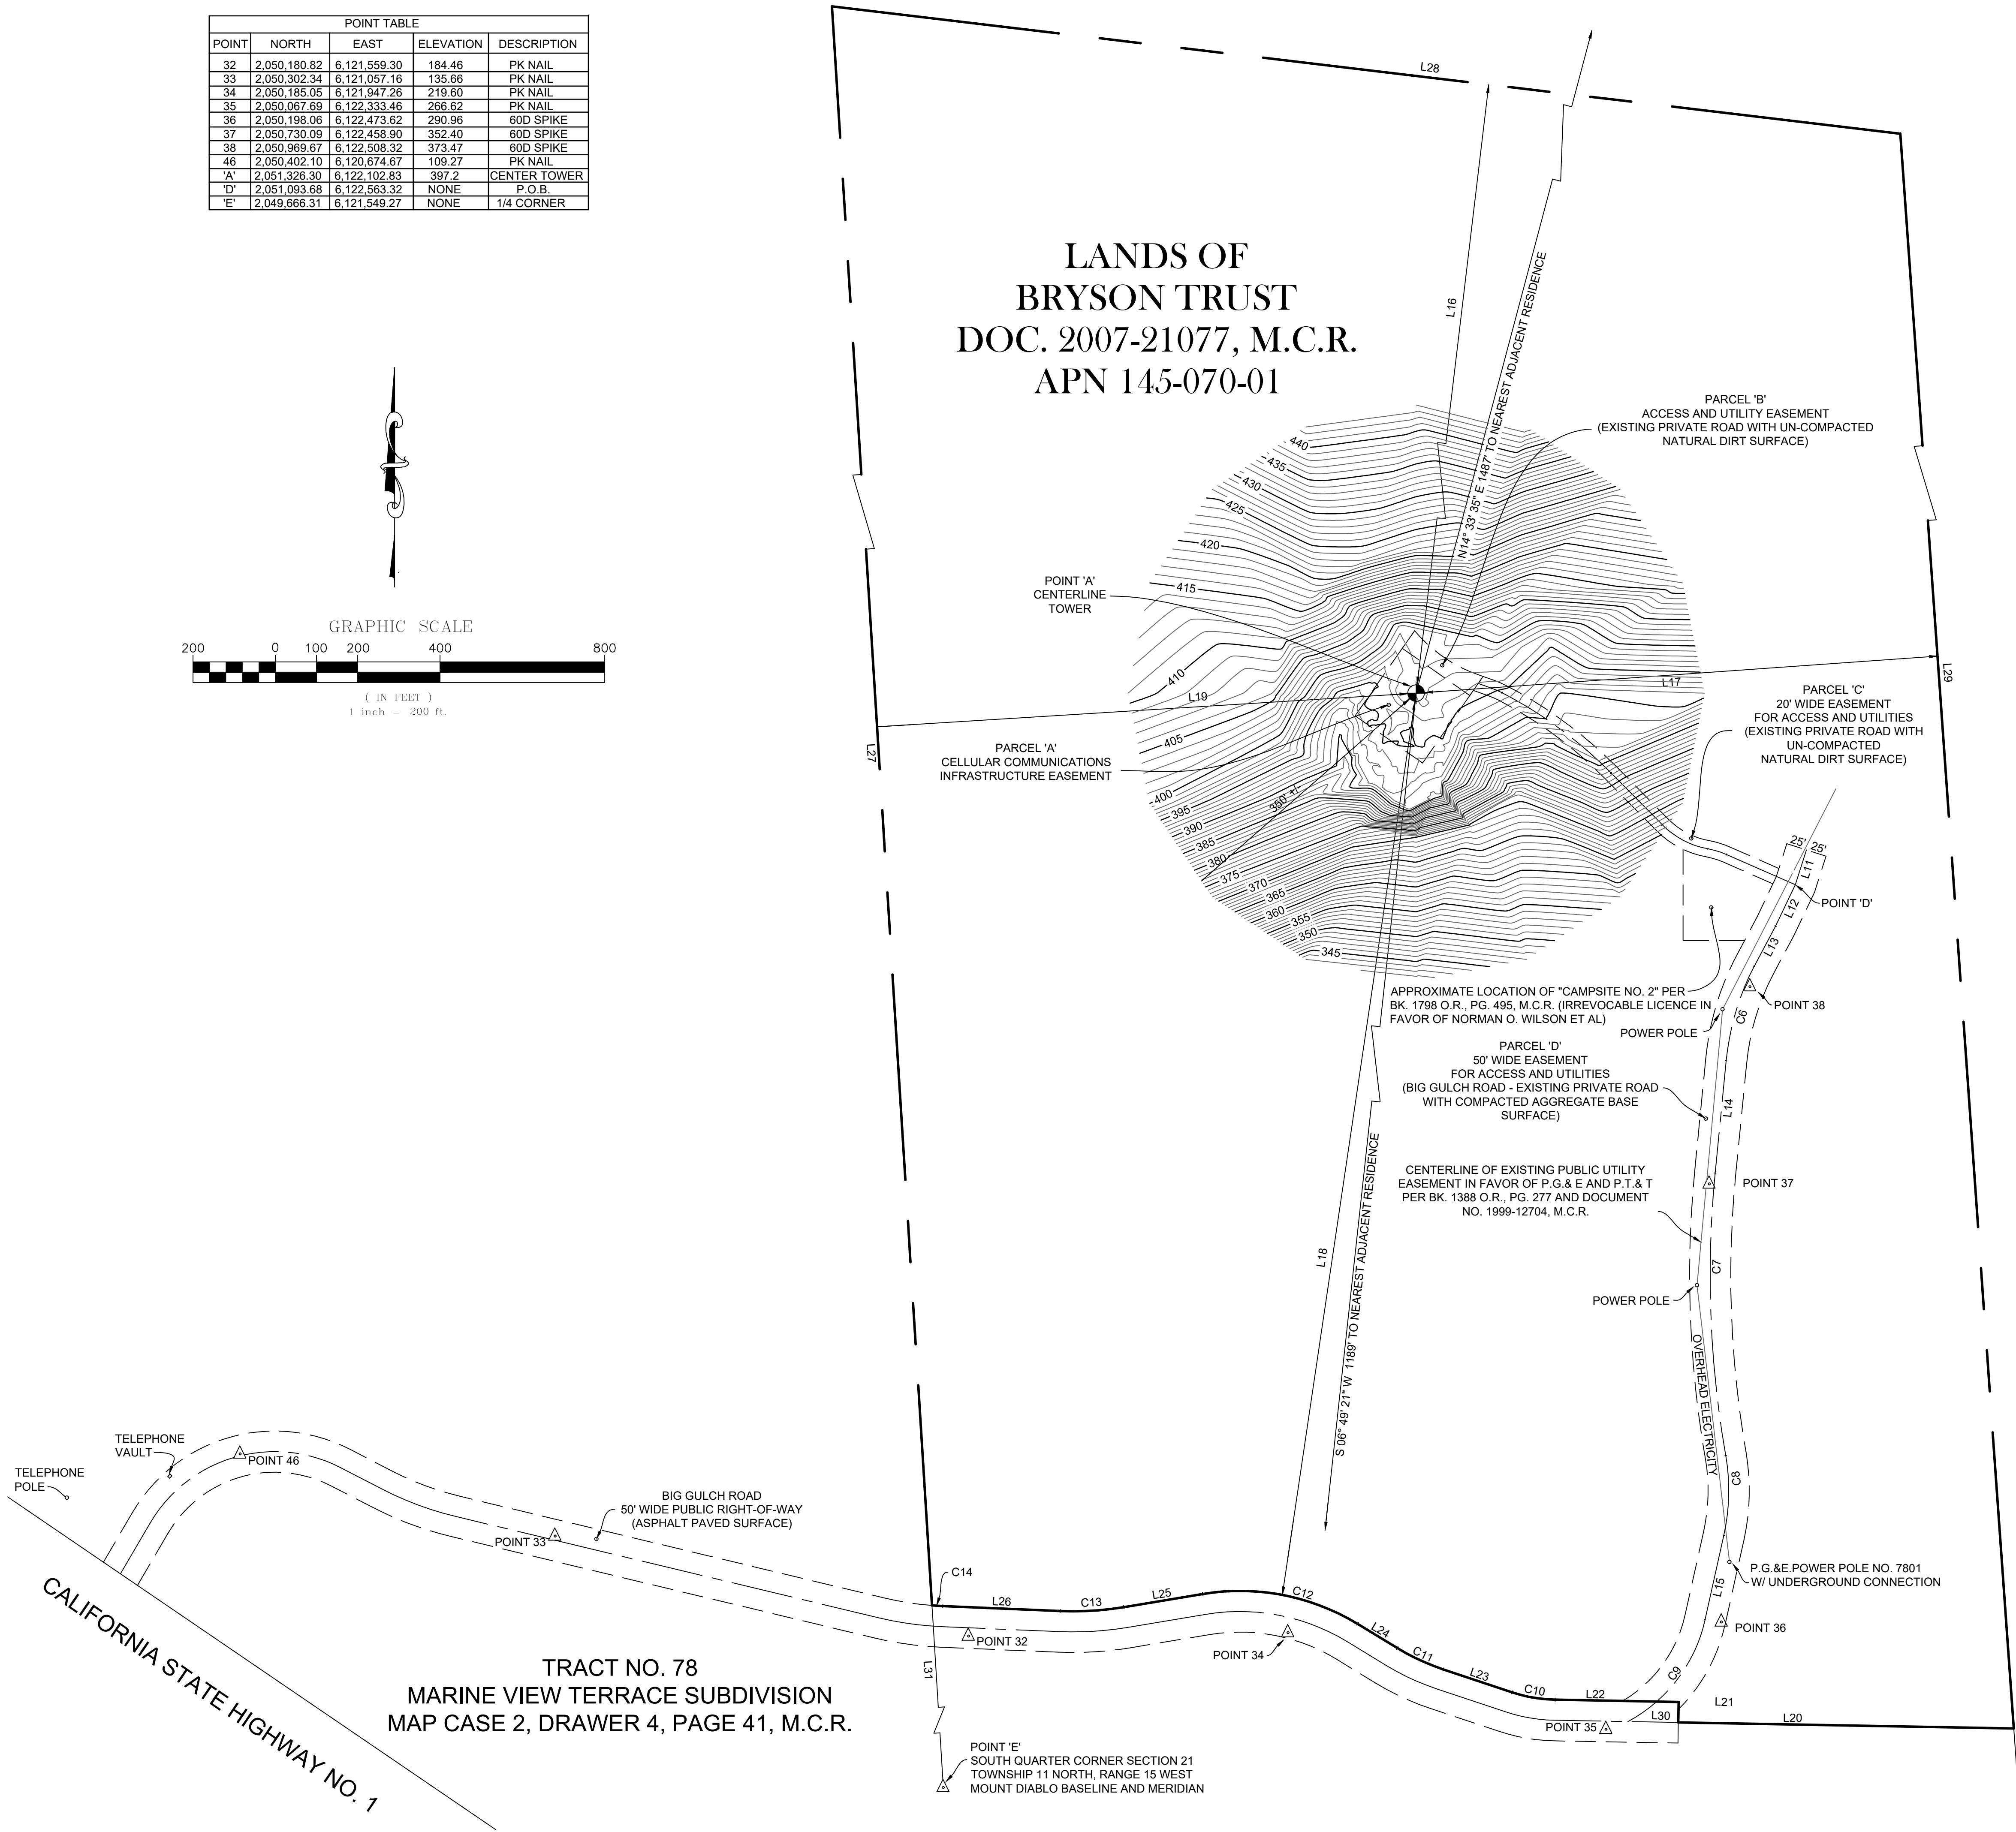 POINT TABLE
POINT NORTH EAST ELEVATION DESCRIPTION
32 2,050,180.82 6,121,559.30 184.46 PK NAIL
33 2,050,302.34 6,121,057.16 135.66 PK NAIL
34 2,050,185.05 6,121,947.26 219.60 PK NAIL
35 2,050,067.69 6,122,333.46 266.62 PK NAIL
36 2,050,198.06 6,122,473.62 290.96 60D SPIKE
37 2,050,730.09 6,122,458.90 352.40 60D SPIKE
38 2,050,969.67 6,122,508.32 373.47 60D SPIKE
46 2,050,402.10 6,120,674.67 109.27 PK NAIL
'A' 2,051,326.30 6,122,102.83 397.2 CENTER TOWER
'D' 2,051,093.68 6,122,563.32 NONE P.O.B.
'E' 2,049,666.31 6,121,549.27 NONE 1/4 CORNER
GRAPHIC SCALE
200 0 100 200 400 800
( IN FEET )
1 inch = 200 ft.
L28
LANDS OF
BRYSON TRUST
DOC. 2007-21077, M.C.R.
APN 145-070-01
L16
N14° 33' 35" E 1487' TO NEAREST ADJACENT RESIDENCE
PARCEL 'B'
ACCESS AND UTILITY EASEMENT
(EXISTING PRIVATE ROAD WITH UN-COMPACTED
NATURAL DIRT SURFACE)
440
435
430
425
420
415
410
405
400
395
390
385
380
375
370
365
360
355
350
345
POINT 'A'
CENTERLINE
TOWER
L19
L17
L29
L27
350' +/-
PARCEL 'A'
CELLULAR COMMUNICATIONS
INFRASTRUCTURE EASEMENT
PARCEL 'C'
20' WIDE EASEMENT
FOR ACCESS AND UTILITIES
(EXISTING PRIVATE ROAD WITH
UN-COMPACTED
NATURAL DIRT SURFACE)
25' 25'
L11
POINT 'D'
L12
L13
APPROXIMATE LOCATION OF "CAMPSITE NO. 2" PER
BK. 1798 O.R., PG. 495, M.C.R. (IRREVOCABLE LICENCE IN
FAVOR OF NORMAN O. WILSON ET AL)
POINT 38
C6
POWER POLE
PARCEL 'D'
50' WIDE EASEMENT
FOR ACCESS AND UTILITIES
(BIG GULCH ROAD - EXISTING PRIVATE ROAD
WITH COMPACTED AGGREGATE BASE
SURFACE)
L14
CENTERLINE OF EXISTING PUBLIC UTILITY
EASEMENT IN FAVOR OF P.G.& E AND P.T.& T
PER BK. 1388 O.R., PG. 277 AND DOCUMENT
NO. 1999-12704, M.C.R.
POINT 37
L18
S 06° 49' 21" W 1189' TO NEAREST ADJACENT RESIDENCE
C7
POWER POLE
OVERHEAD ELECTRICITY
C8
P.G.&E.POWER POLE NO. 7801
W/ UNDERGROUND CONNECTION
L15
POINT 36
C9
TELEPHONE
VAULT
TELEPHONE
POLE
POINT 46
BIG GULCH ROAD
50' WIDE PUBLIC RIGHT-OF-WAY
(ASPHALT PAVED SURFACE)
POINT 33
C14
L26
C13
L25
C12
L24
C11
L23
C10
L22
L21
L30
L20
POINT 32
POINT 34
POINT 35
L31
CALIFORNIA STATE HIGHWAY NO. 1
TRACT NO. 78
MARINE VIEW TERRACE SUBDIVISION
MAP CASE 2, DRAWER 4, PAGE 41, M.C.R.
POINT 'E'
SOUTH QUARTER CORNER SECTION 21
TOWNSHIP 11 NORTH, RANGE 15 WEST
MOUNT DIABLO BASELINE AND MERIDIAN